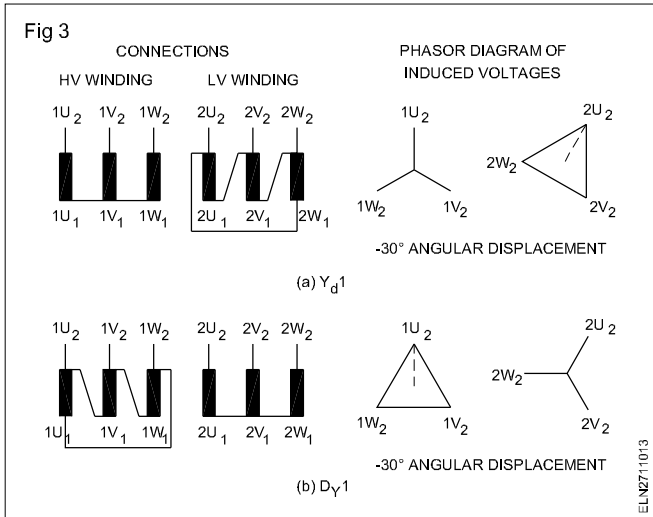 Fig 3
CONNECTIONS
HV WINDING LV WINDING
PHASOR DIAGRAM OF
INDUCED VOLTAGES
1U₂ 1V₂ 1W₂ 2U₂ 2V₂ 2W₂
1U₁ 1V₁ 1W₁ 2U₁ 2V₁ 2W₁
1U₂
1W₂ 1V₂
2U₂
2W₂
2V₂
-30° ANGULAR DISPLACEMENT
(a) Yd1
1U₂ 1V₂ 1W₂ 2U₂ 2V₂ 2W₂
1U₁ 1V₁ 1W₁ 2U₁ 2V₁ 2W₁
1U₂
1W₂ 1V₂
2U₂
2W₂
2V₂
-30° ANGULAR DISPLACEMENT
(b) DY1
ELN2711013